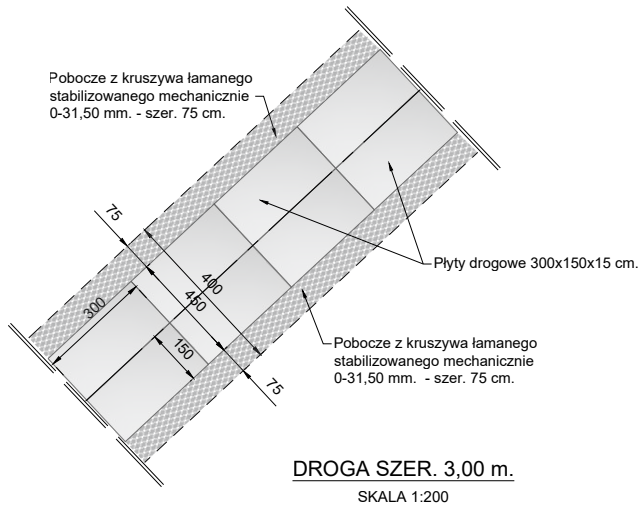 Pobocze z kruszywa łamanego
stabilizowanego mechanicznie
0-31,50 mm. - szer. 75 cm.
75
400
450
300
150
75
Płyty drogowe 300x150x15 cm.
Pobocze z kruszywa łamanego
stabilizowanego mechanicznie
0-31,50 mm. - szer. 75 cm.
DROGA SZER. 3,00 m.
SKALA 1:200